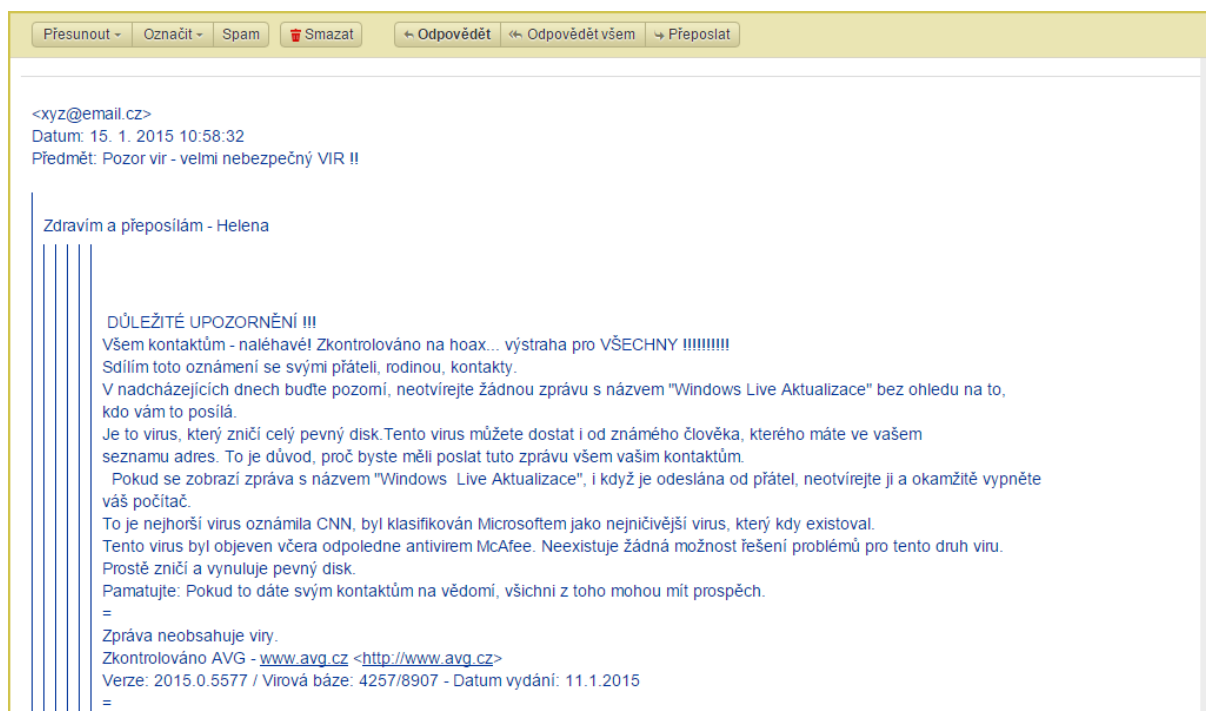 Přesunout Označit Spam Smazat Odpovědět Odpovědět všem Přeposlat
<xyz@email.cz>
Datum: 15. 1. 2015 10:58:32
Předmět: Pozor vir - velmi nebezpečný VIR !!
Zdravím a přeposílám - Helena
DŮLEŽITÉ UPOZORNĚNÍ !!!
Všem kontaktům - naléhavé! Zkontrolováno na hoax... výstraha pro VŠECHNY !!!!!!!!!!
Sdílím toto oznámení se svými přáteli, rodinou, kontakty.
V nadcházejících dnech buďte pozorní, neotvírejte žádnou zprávu s názvem "Windows Live Aktualizace" bez ohledu na to,
kdo vám to posílá.
Je to virus, který zničí celý pevný disk.Tento virus můžete dostat i od známého člověka, kterého máte ve vašem
seznamu adres. To je důvod, proč byste měli poslat tuto zprávu všem vašim kontaktům.
Pokud se zobrazí zpráva s názvem "Windows  Live Aktualizace", i když je odeslána od přátel, neotvírejte ji a okamžitě vypněte
váš počítač.
To je nejhorší virus oznámila CNN, byl klasifikován Microsoftem jako nejničivější virus, který kdy existoval.
Tento virus byl objeven včera odpoledne antivirem McAfee. Neexistuje žádná možnost řešení problémů pro tento druh viru.
Prostě zničí a vynuluje pevný disk.
Pamatujte: Pokud to dáte svým kontaktům na vědomí, všichni z toho mohou mít prospěch.
=
Zpráva neobsahuje viry.
Zkontrolováno AVG - www.avg.cz <http://www.avg.cz>
Verze: 2015.0.5577 / Virová báze: 4257/8907 - Datum vydání: 11.1.2015
=